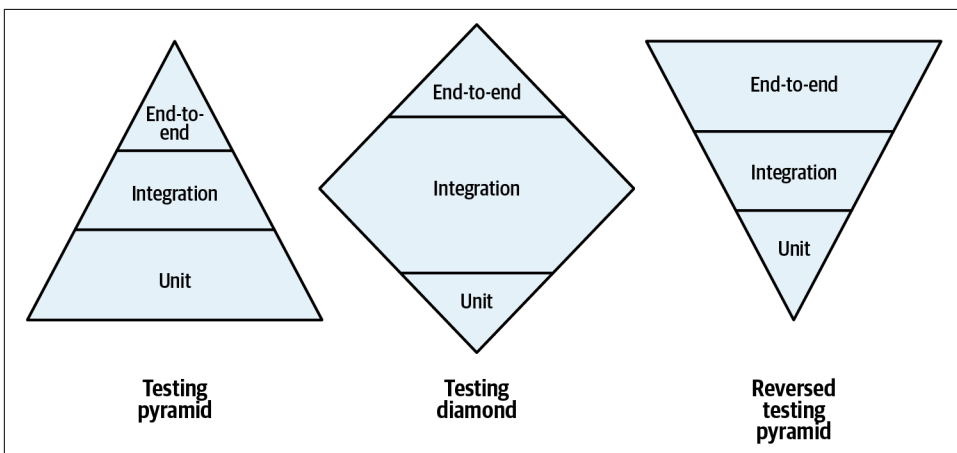 End-to-
end
Integration
Unit
Testing
pyramid
End-to-end
Integration
Unit
Testing
diamond
End-to-end
Integration
Unit
Reversed
testing
pyramid